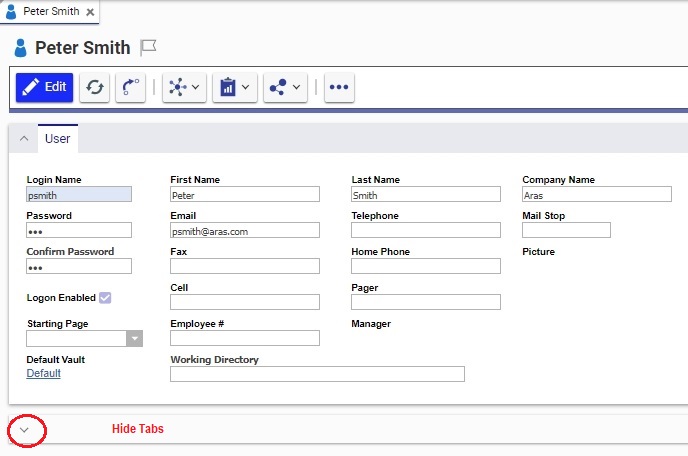 Peter Smith
Peter Smith
Edit
User
Login Name First Name Last Name Company Name
psmith Peter Smith Aras
Password Email Telephone Mail Stop
••• psmith@aras.com
Confirm Password Fax Home Phone Picture
•••
Cell Pager
Logon Enabled
Starting Page Employee # Manager
Default Vault Working Directory
Default
Hide Tabs